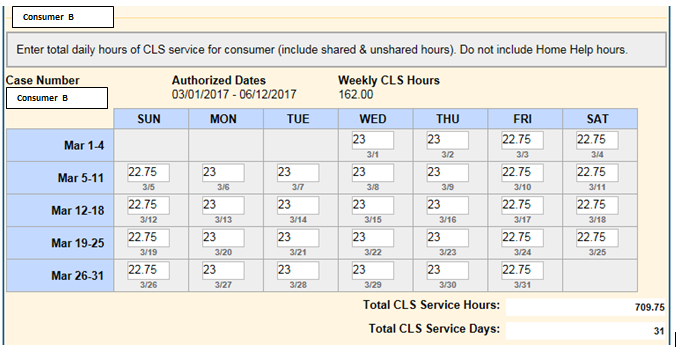 Consumer B
Enter total daily hours of CLS service for consumer (include shared & unshared hours). Do not include Home Help hours.
Case Number Authorized Dates Weekly CLS Hours
Consumer B 03/01/2017 - 06/12/2017 162.00
SUN MON TUE WED THU FRI SAT
Mar 1-4 23 23 22.75 22.75
3/1 3/2 3/3 3/4
Mar 5-11 22.75 23 23 23 23 22.75 22.75
3/5 3/6 3/7 3/8 3/9 3/10 3/11
Mar 12-18 22.75 23 23 23 23 22.75 22.75
3/12 3/13 3/14 3/15 3/16 3/17 3/18
Mar 19-25 22.75 23 23 23 23 22.75 22.75
3/19 3/20 3/21 3/22 3/23 3/24 3/25
Mar 26-31 22.75 23 23 23 23 22.75
3/26 3/27 3/28 3/29 3/30 3/31
Total CLS Service Hours: 709.75
Total CLS Service Days: 31